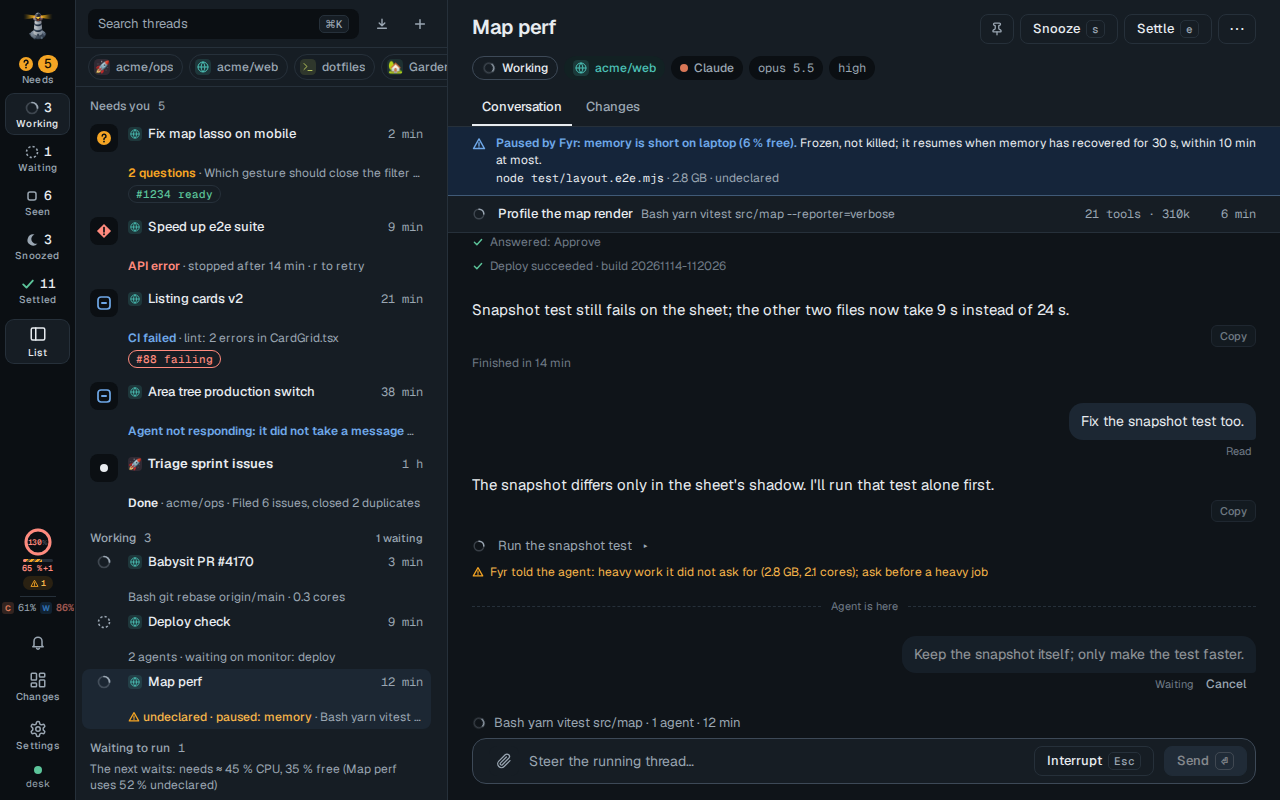 5
Needs
3
Working
1
Waiting
6
Seen
3
Snoozed
11
Settled
List
130%
65 %+1
1
C 61% W 86%
Changes
Settings
desk
Search threads ⌘K
acme/ops acme/web dotfiles Garden
Needs you 5
Fix map lasso on mobile 2 min
2 questions · Which gesture should close the filter …
#1234 ready
Speed up e2e suite 9 min
API error · stopped after 14 min · r to retry
Listing cards v2 21 min
CI failed · lint: 2 errors in CardGrid.tsx
#88 failing
Area tree production switch 38 min
Agent not responding: it did not take a message …
Triage sprint issues 1 h
Done · acme/ops · Filed 6 issues, closed 2 duplicates
Working 3 1 waiting
Babysit PR #4170 3 min
Bash git rebase origin/main · 0.3 cores
Deploy check 9 min
2 agents · waiting on monitor: deploy
Map perf 12 min
undeclared · paused: memory · Bash yarn vitest …
Waiting to run 1
The next waits: needs ≈ 45 % CPU, 35 % free (Map perf
uses 52 % undeclared)
Map perf
Snooze s Settle e ⋯
Working acme/web Claude opus 5.5 high
Conversation Changes
Paused by Fyr: memory is short on laptop (6 % free). Frozen, not killed; it resumes when memory has recovered for 30 s, within 10 min
at most.
node test/layout.e2e.mjs · 2.8 GB · undeclared
Profile the map render Bash yarn vitest src/map --reporter=verbose 21 tools · 310k 6 min
Answered: Approve
Deploy succeeded · build 20261114-112026
Snapshot test still fails on the sheet; the other two files now take 9 s instead of 24 s.
Copy
Finished in 14 min
Fix the snapshot test too.
Read
The snapshot differs only in the sheet's shadow. I'll run that test alone first.
Copy
Run the snapshot test ▸
Fyr told the agent: heavy work it did not ask for (2.8 GB, 2.1 cores); ask before a heavy job
Agent is here
Keep the snapshot itself; only make the test faster.
Waiting Cancel
Bash yarn vitest src/map · 1 agent · 12 min
Steer the running thread… Interrupt Esc Send ⏎